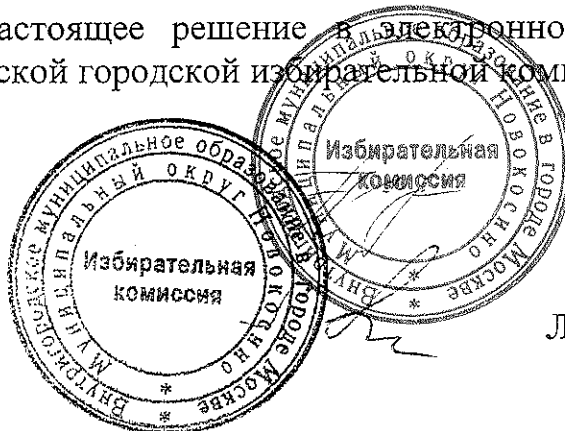 астоящее решение в электронно
ской городской избирательной ком
Внутригородское муниципальное образование в городе Москве
Муниципальный округ Новокосино
Избирательная
комиссия
Внутригородское муниципальное образование в городе Москве
Муниципальный округ Новокосино
Избирательная
комиссия
Л